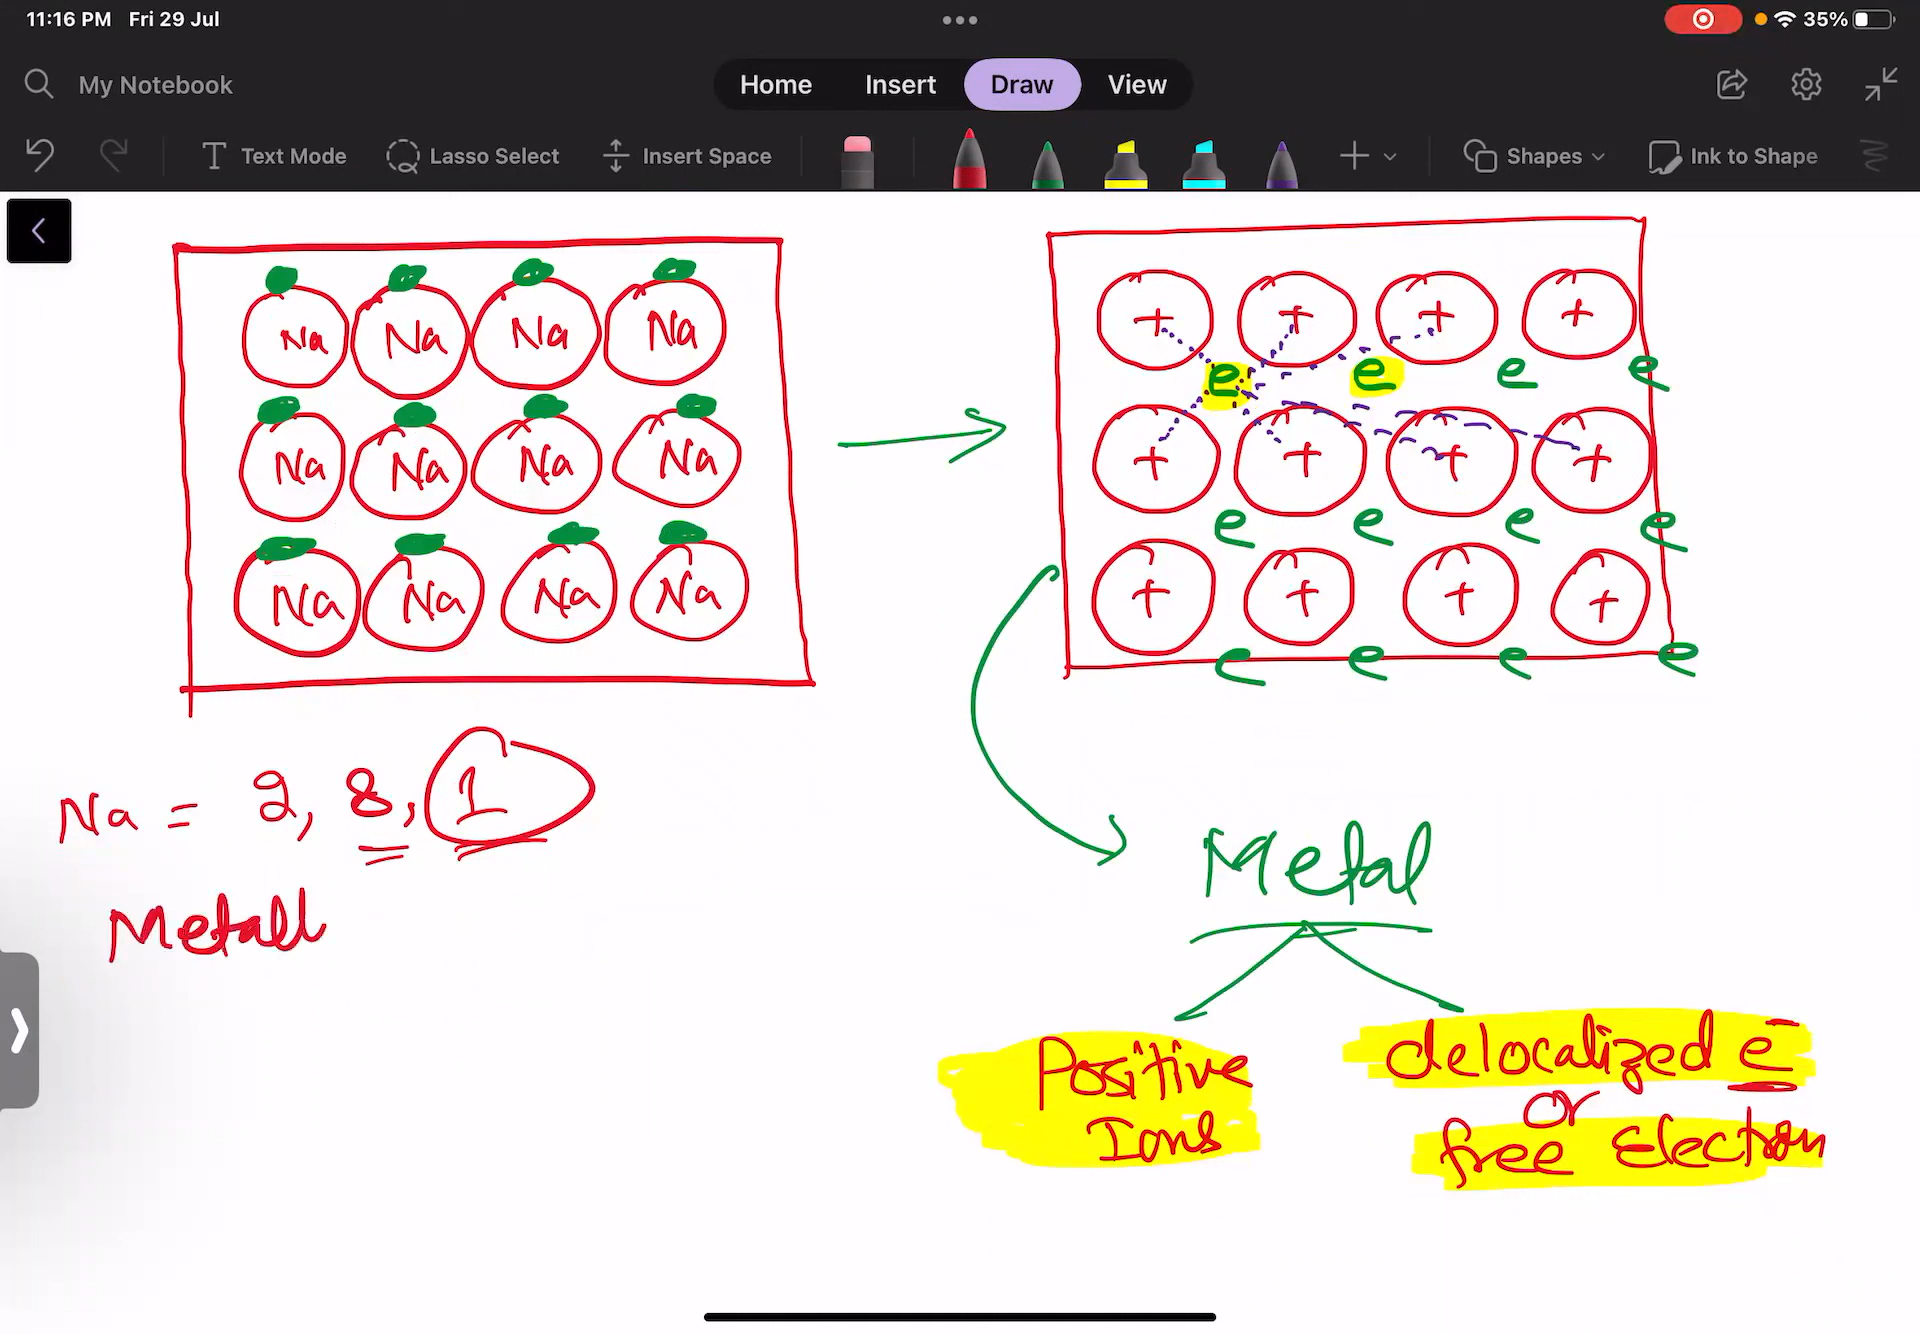 11:16 PM Fri 29 Jul
35%
My Notebook
Home Insert Draw View
Text Mode Lasso Select Insert Space Shapes Ink to Shape
Na Na Na Na
Na Na Na Na
Na Na Na Na
+ + + +
e e e e
+ + + +
e e e e
+ + + +
e e e e
Na = 2, 8, 1
Metall
Metal
Positive
Ions
delocalized e̅
or
free Electron